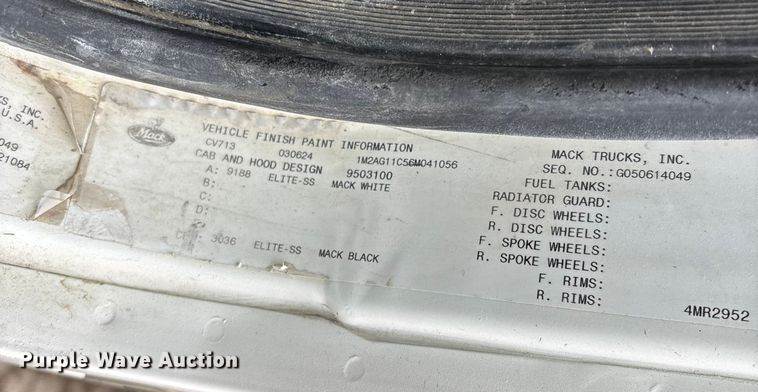 KS, INC.
U.S.A.
049
21084
Mack
VEHICLE FINISH PAINT INFORMATION
CV713 030624 1M2AG11C56M041056
CAB AND HOOD DESIGN 9503100
A: 9188 ELITE-SS MACK WHITE
B:
C:
D:
3036 ELITE-SS MACK BLACK
MACK TRUCKS, INC.
SEQ. NO.:G050614049
FUEL TANKS:
RADIATOR GUARD:
F. DISC WHEELS:
R. DISC WHEELS:
F. SPOKE WHEELS:
R. SPOKE WHEELS:
F. RIMS:
R. RIMS:
4MR2952
Purple Wave Auction